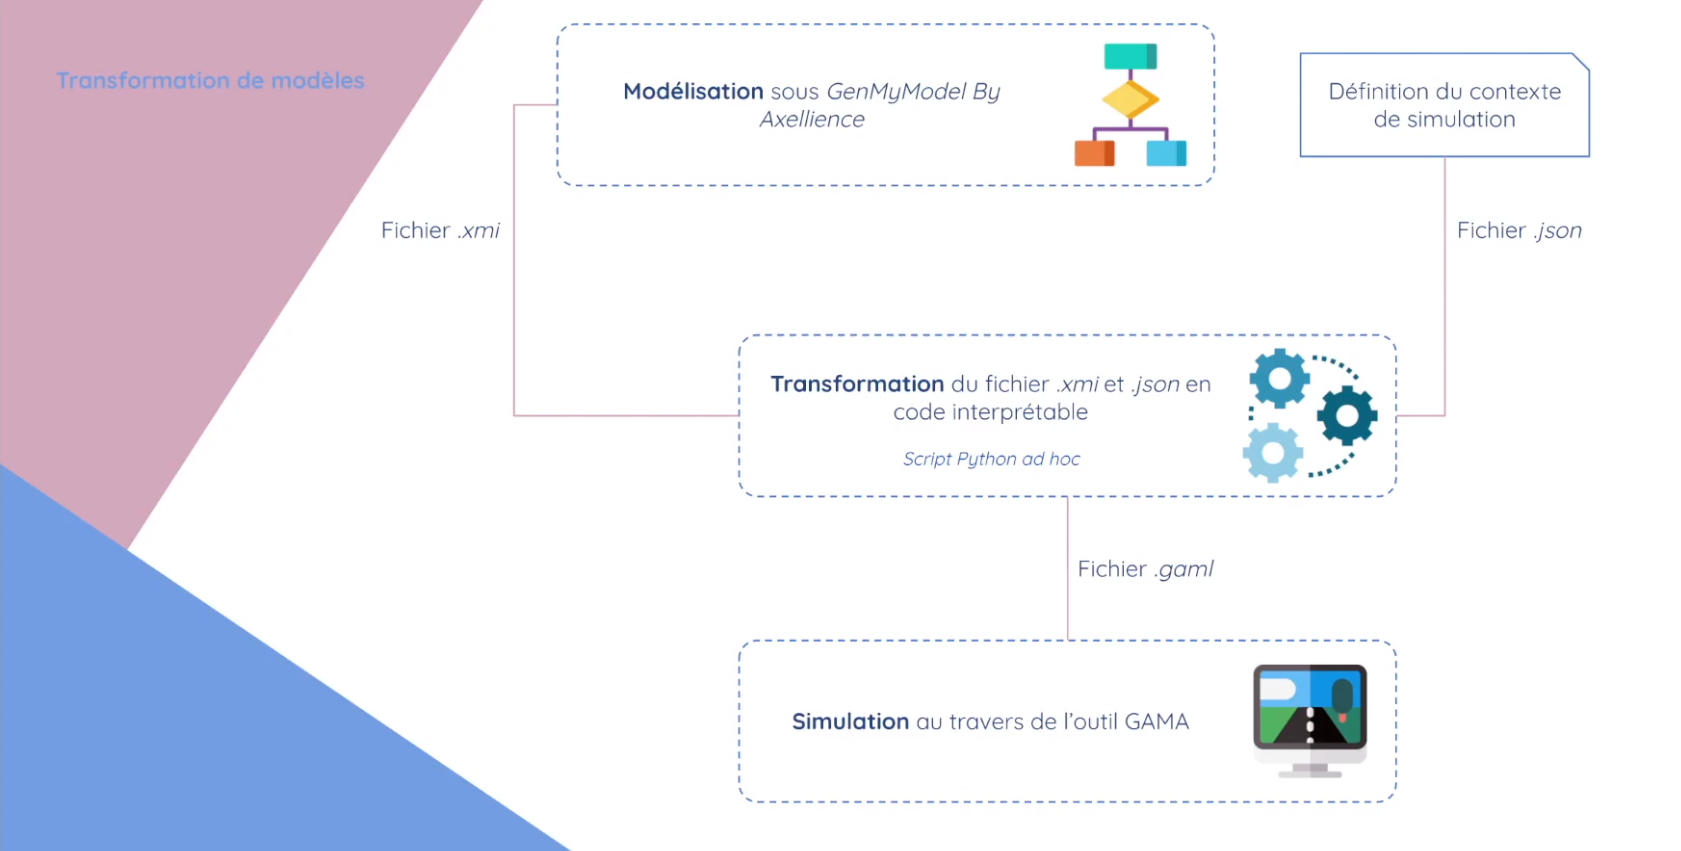 Transformation de modèles
Modélisation sous GenMyModel By
Axellience
Définition du contexte
de simulation
Fichier .xmi
Fichier .json
Transformation du fichier .xmi et .json en
code interprétable
Script Python ad hoc
Fichier .gaml
Simulation au travers de l’outil GAMA